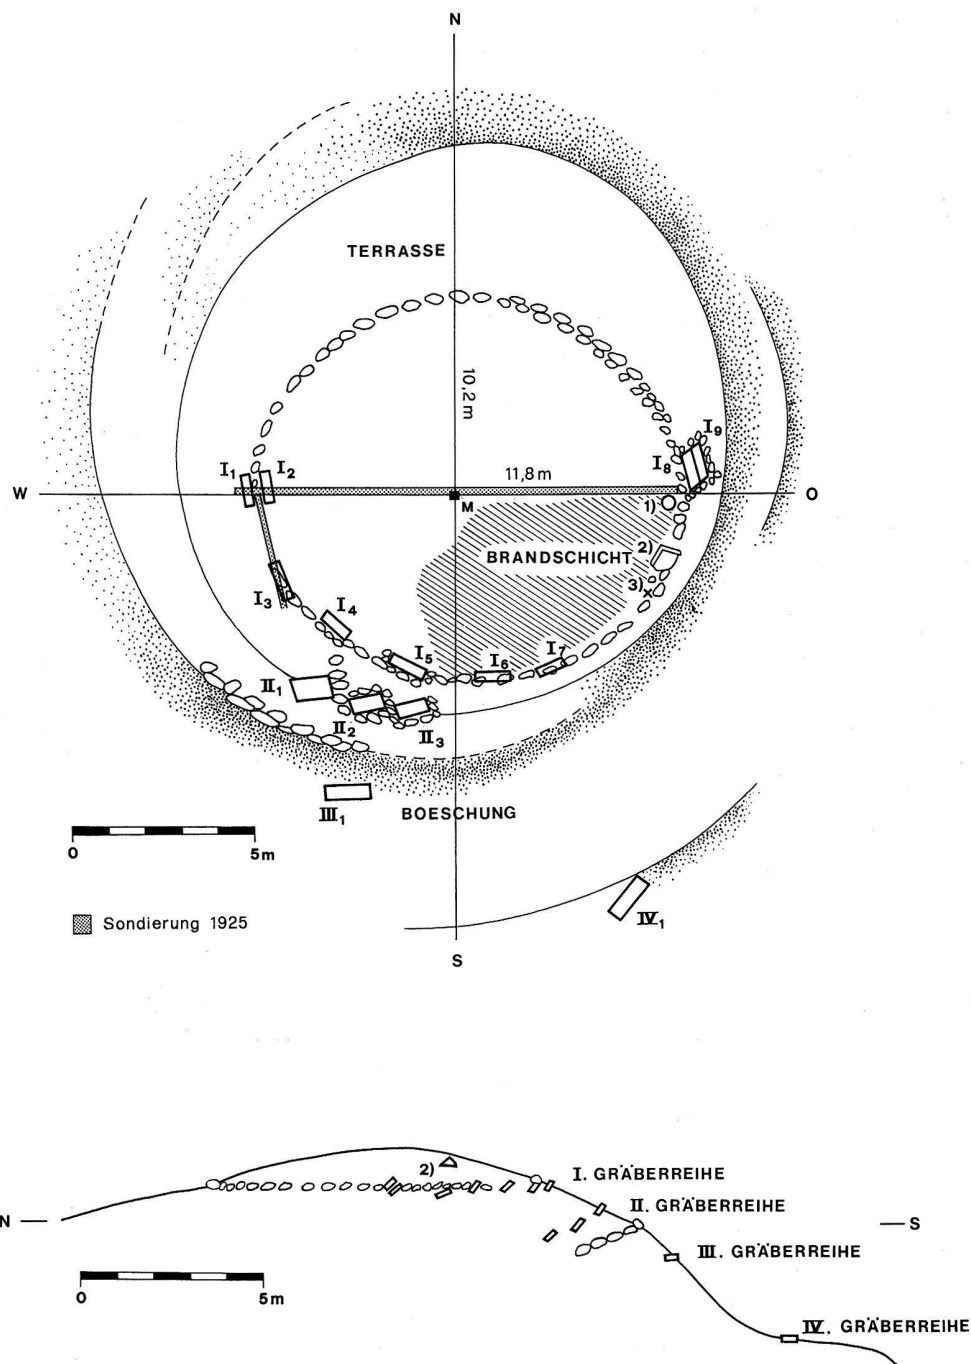 N
TERRASSE
10,2 m
I9
I8
I1
I2
W
11,8 m
O
M
1)
BRANDSCHICHT
2)
3)
I3
I4
I5
I6
I7
II1
II2
II3
III1
BOESCHUNG
0
5m
Sondierung 1925
IV1
S
2)
I. GRÄBERREIHE
II. GRÄBERREIHE
N
S
III. GRÄBERREIHE
0
5m
IV. GRÄBERREIHE